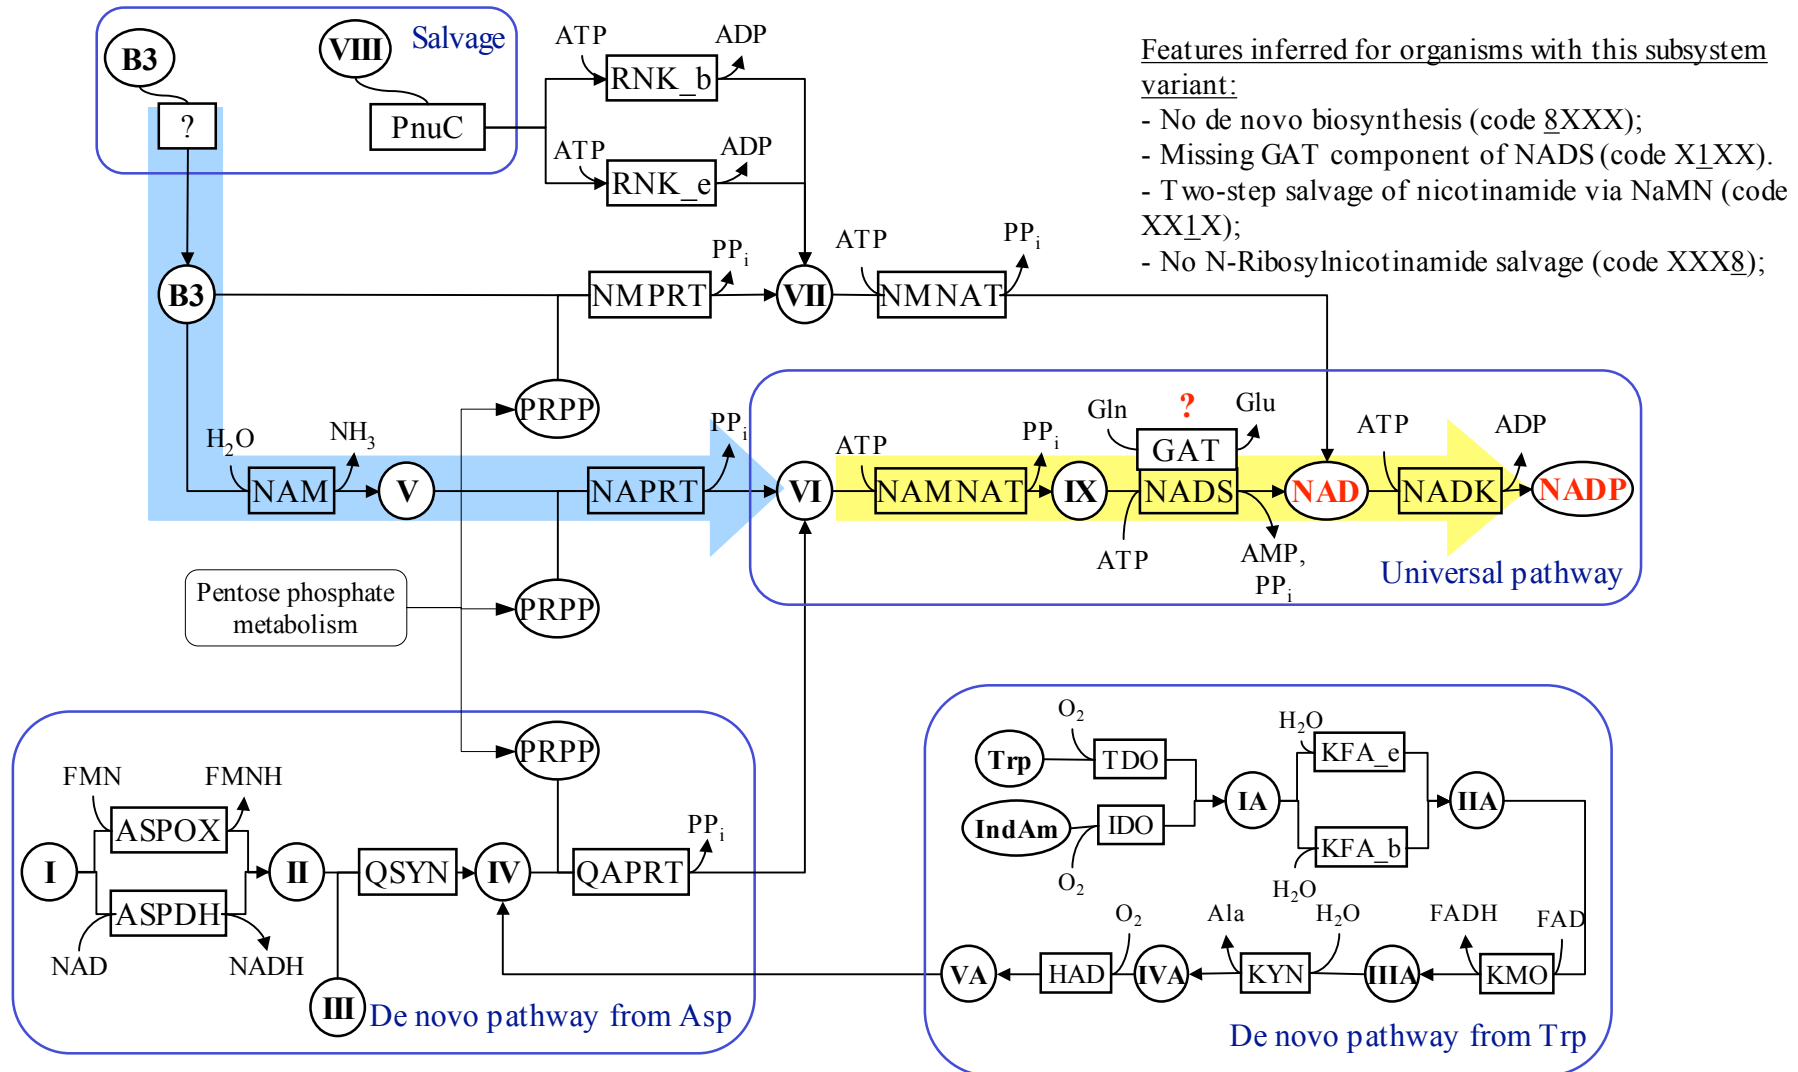 B3
VIII
Salvage
?
PnuC
ATP
ADP
RNK_b
ATP
ADP
RNK_e
Features inferred for organisms with this subsystem
variant:
- No de novo biosynthesis (code 8XXX);
- Missing GAT component of NADS (code X1XX).
- Two-step salvage of nicotinamide via NaMN (code
XX1X);
- No N-Ribosylnicotinamide salvage (code XXX8);
B3
NMPRT
PPi
VII
ATP
NMNAT
PPi
PRPP
H2O
NH3
NAM
V
NAPRT
PPi
VI
ATP
NAMNAT
PPi
IX
Gln
?
Glu
GAT
NADS
ATP
AMP,
PPi
NAD
ATP
ADP
NADK
NADP
Universal pathway
Pentose phosphate
metabolism
PRPP
PRPP
FMN
FMNH
ASPOX
I
ASPDH
NAD
NADH
II
QSYN
IV
QAPRT
PPi
III
De novo pathway from Asp
O2
Trp
TDO
IndAm
IDO
O2
IA
H2O
KFA_e
KFA_b
H2O
IIA
VA
HAD
O2
IVA
Ala
KYN
H2O
IIIA
FADH
KMO
FAD
De novo pathway from Trp